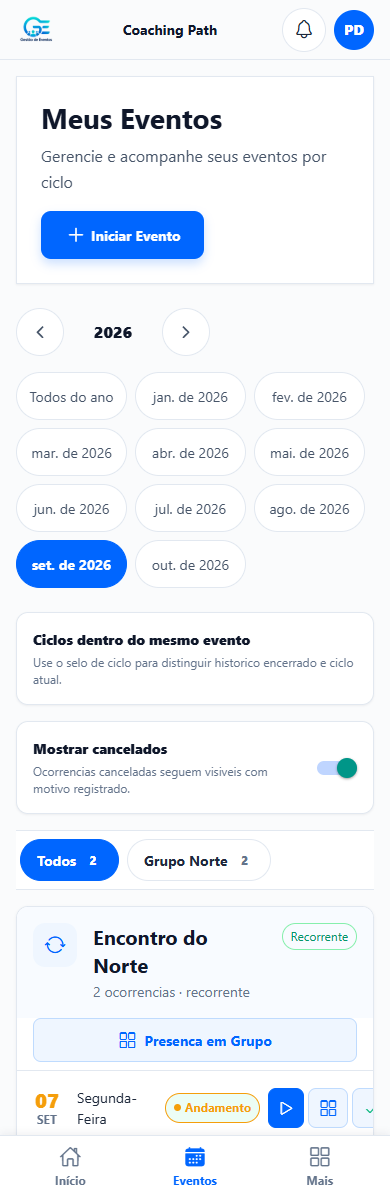 GE
Gestão de Eventos
Coaching Path
PD
Meus Eventos
Gerencie e acompanhe seus eventos por
ciclo
Iniciar Evento
2026
Todos do ano
jan. de 2026
fev. de 2026
mar. de 2026
abr. de 2026
mai. de 2026
jun. de 2026
jul. de 2026
ago. de 2026
set. de 2026
out. de 2026
Ciclos dentro do mesmo evento
Use o selo de ciclo para distinguir historico encerrado e ciclo
atual.
Mostrar cancelados
Ocorrencias canceladas seguem visiveis com
motivo registrado.
Todos 2
Grupo Norte 2
Encontro do
Norte
Recorrente
2 ocorrencias · recorrente
Presenca em Grupo
07
SET
Segunda-
Feira
Andamento
Início
Eventos
Mais